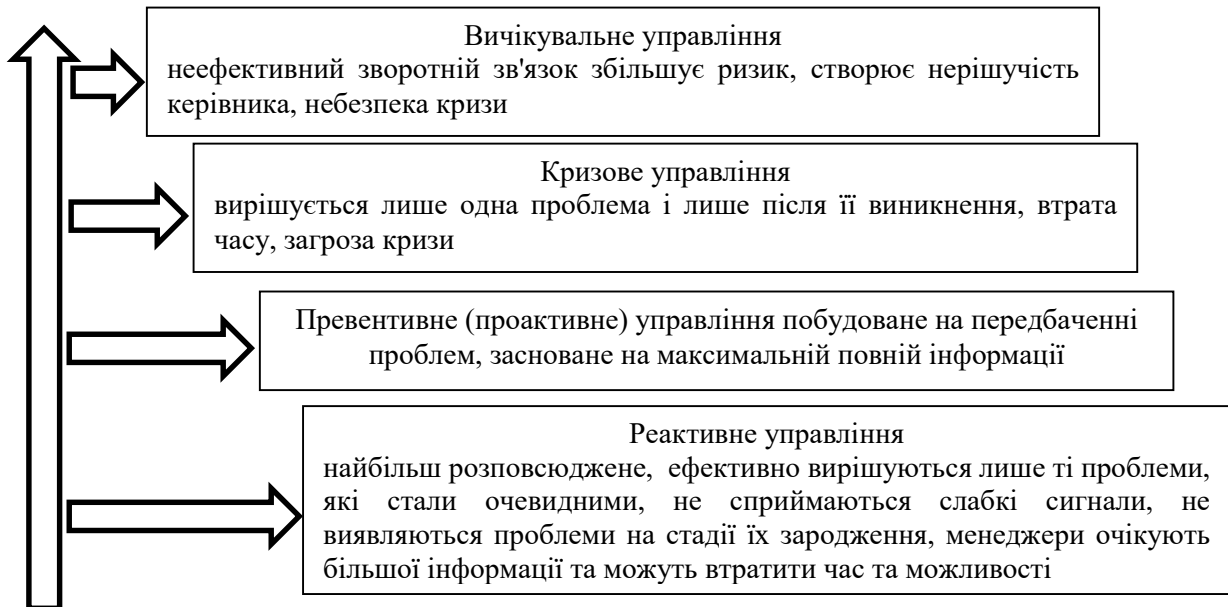 Вичікувальне управління
неефективний зворотній зв'язок збільшує ризик, створює нерішучість
керівника, небезпека кризи
Кризове управління
вирішується лише одна проблема і лише після її виникнення, втрата
часу, загроза кризи
Превентивне (проактивне) управління побудоване на передбаченні
проблем, засноване на максимальній повній інформації
Реактивне управління
найбільш розповсюджене, ефективно вирішуються лише ті проблеми,
які стали очевидними, не сприймаються слабкі сигнали, не
виявляються проблеми на стадії їх зародження, менеджери очікують
більшої інформації та можуть втратити час та можливості